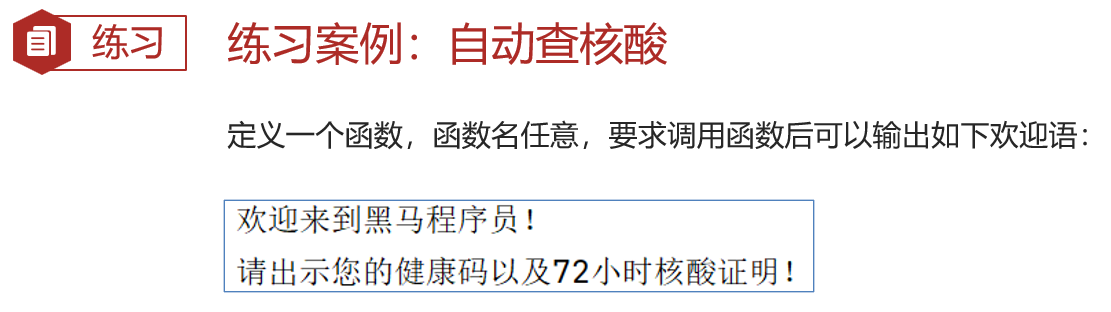 练习
练习案例：自动查核酸
定义一个函数，函数名任意，要求调用函数后可以输出如下欢迎语：
欢迎来到黑马程序员！
请出示您的健康码以及72小时核酸证明！